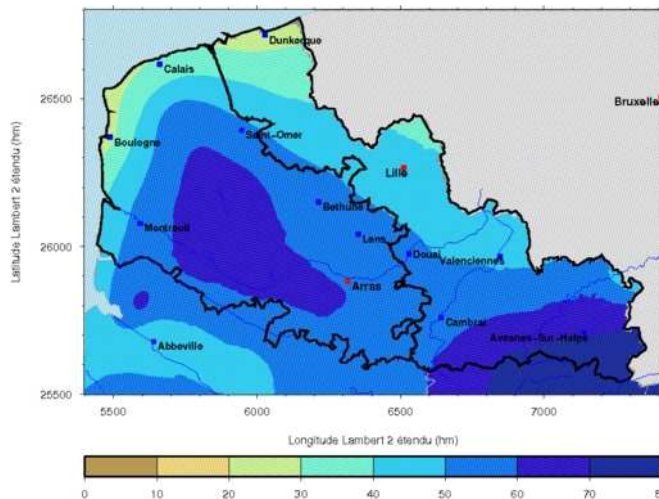 Dunkerque
Calais
26500
Bruxelle
Saint-Omer
Boulogne
Lille
Latitude Lambert 2 étendu (hm)
Bethune
Montreuil
Lens
26000
Douai
Valenciennes
Arras
Cambrai
Avesnes-Sur-Helpe
Abbeville
25500
5500 6000 6500 7000
Longitude Lambert 2 étendu (hm)
0 10 20 30 40 50 60 70 80